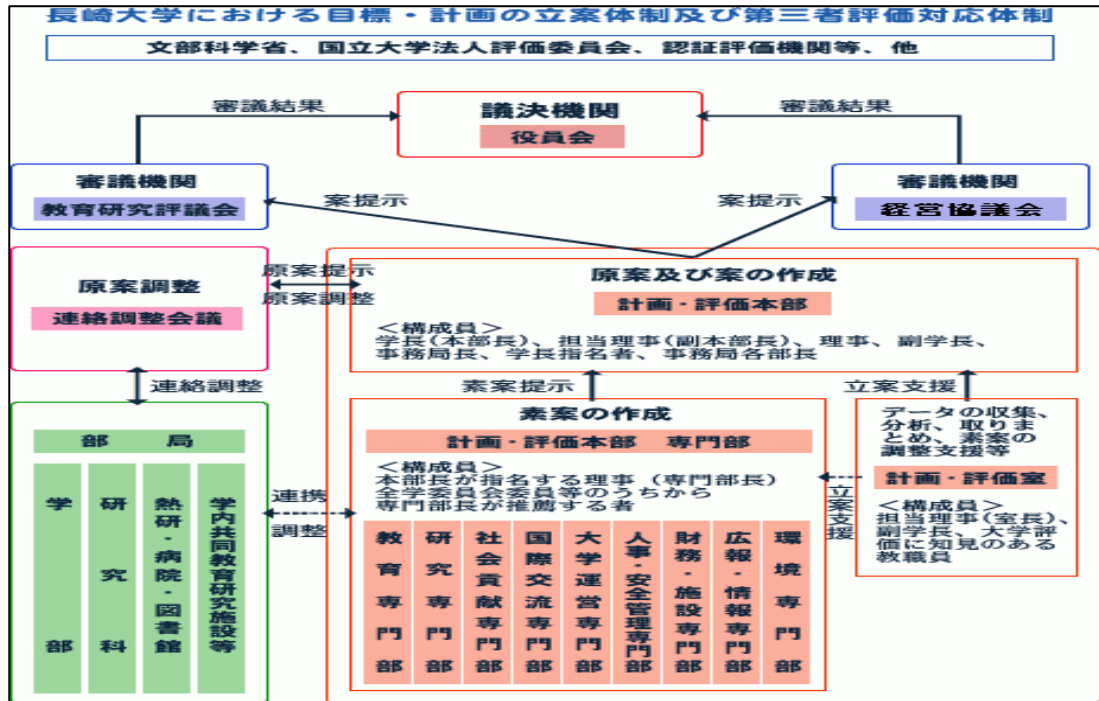 長崎大学における目標・計画の立案体制及び第三者評価対応体制
文部科学省、国立大学法人評価委員会、認証評価機関等、他
審議結果
議決機関
役員会
審議結果
審議機関
教育研究評議会
案提示
案提示
審議機関
経営協議会
原案調整
連絡調整会議
原案提示
原案調整
原案及び案の作成
計画・評価本部
＜構成員＞
学長(本部長)、担当理事(副本部長)、理事、副学長、
事務局長、学長指名者、事務局各部長
連絡調整
素案提示
立案支援
部局
学部
研究科
熱研・病院・図書館
学内共同教育研究施設等
連携
調整
素案の作成
計画・評価本部 専門部
＜構成員＞
本部長が指名する理事（専門部長）
全学委員会委員等のうちから
専門部長が推薦する者
教育専門部
研究専門部
社会貢献専門部
国際交流専門部
大学運営専門部
人事・安全管理専門部
財務・施設専門部
広報・情報専門部
環境専門部
立案支援
データの収集、
分析、取りま
とめ、素案の
調整支援等
計画・評価室
＜構成員＞
担当理事(室長)、
副学長、大学評
価に知見のある
教職員